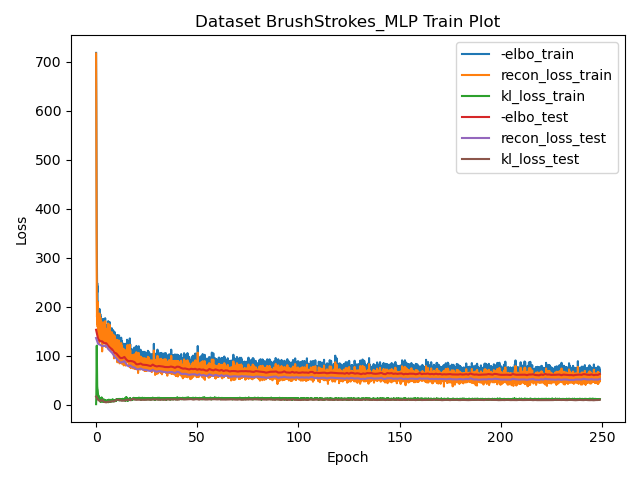 Dataset BrushStrokes_MLP Train Plot
-elbo_train
recon_loss_train
kl_loss_train
-elbo_test
recon_loss_test
kl_loss_test
Loss
700
600
500
400
300
200
100
0
0 50 100 150 200 250
Epoch